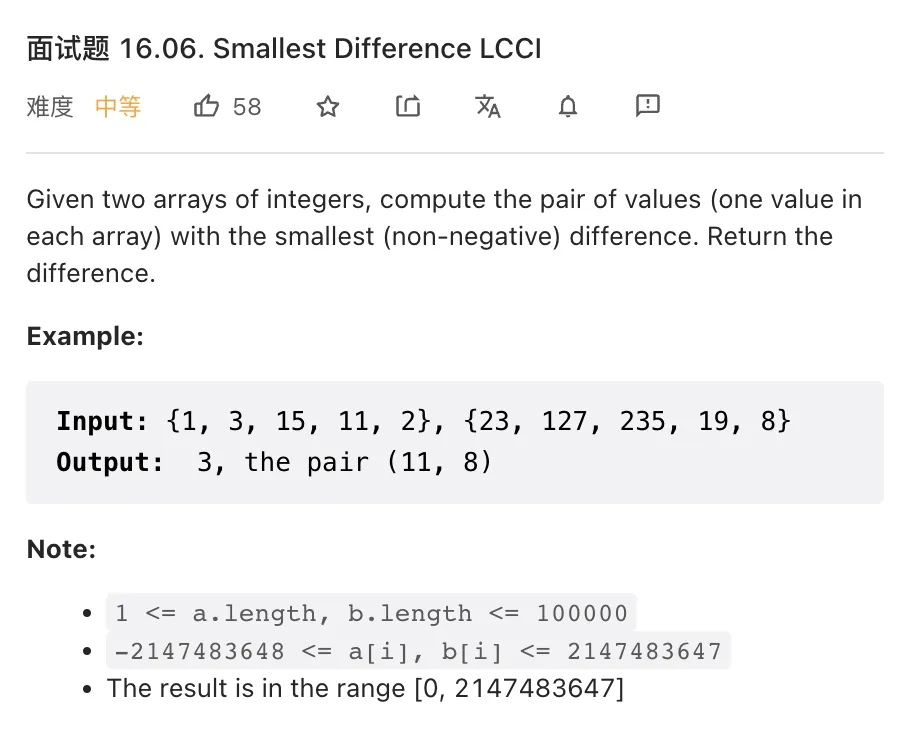 面试题 16.06. Smallest Difference LCCI
难度 中等 58
Given two arrays of integers, compute the pair of values (one value in
each array) with the smallest (non-negative) difference. Return the
difference.
Example:
Input: {1, 3, 15, 11, 2}, {23, 127, 235, 19, 8}
Output:  3, the pair (11, 8)
Note:
• 1 <= a.length, b.length <= 100000
• -2147483648 <= a[i], b[i] <= 2147483647
• The result is in the range [0, 2147483647]